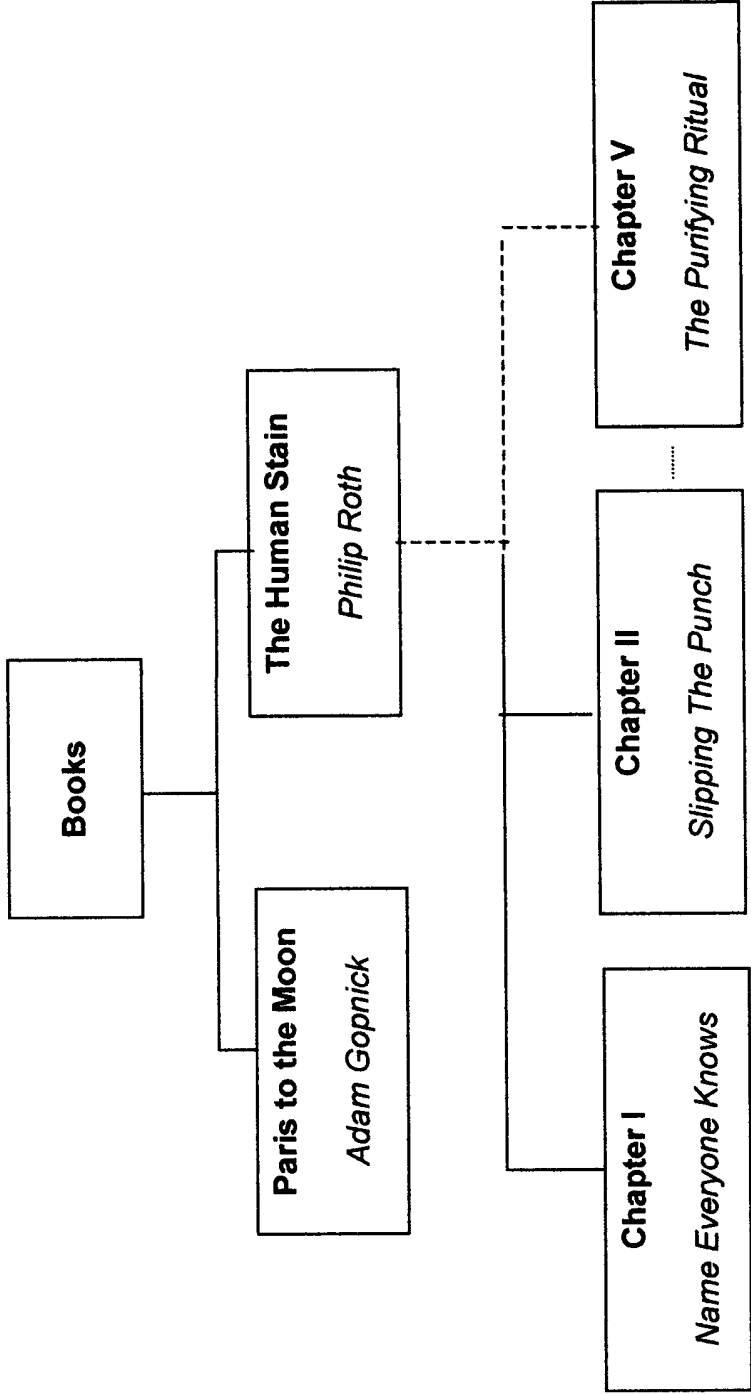 Books
Paris to the Moon
Adam Gopnick
The Human Stain
Philip Roth
Chapter I
Name Everyone Knows
Chapter II
Slipping The Punch
Chapter V
The Purifying Ritual